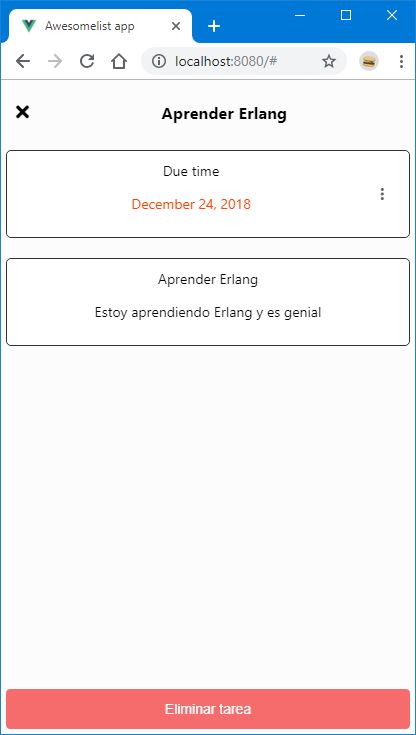 Awesomelist app
localhost:8080/#
Aprender Erlang
Due time
December 24, 2018
Aprender Erlang
Estoy aprendiendo Erlang y es genial
Eliminar tarea